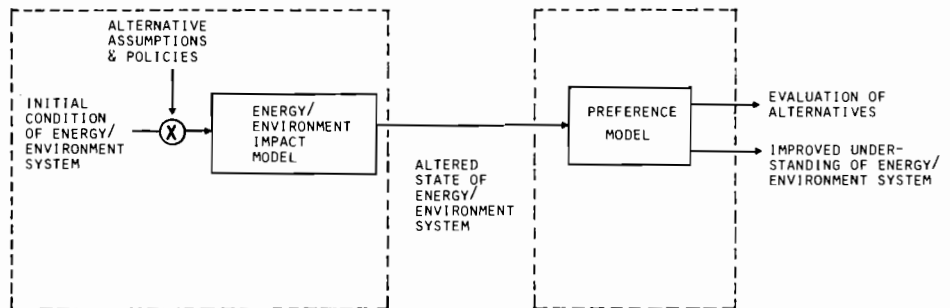 ALTERNATIVE
ASSUMPTIONS
& POLICIES
INITIAL
CONDITION
OF ENERGY/
ENVIRONMENT
SYSTEM
X
ENERGY/
ENVIRONMENT
IMPACT
MODEL
ALTERED
STATE OF
ENERGY/
ENVIRONMENT
SYSTEM
PREFERENCE
MODEL
EVALUATION OF
ALTERNATIVES
IMPROVED UNDER-
STANDING OF ENERGY/
ENVIRONMENT SYSTEM